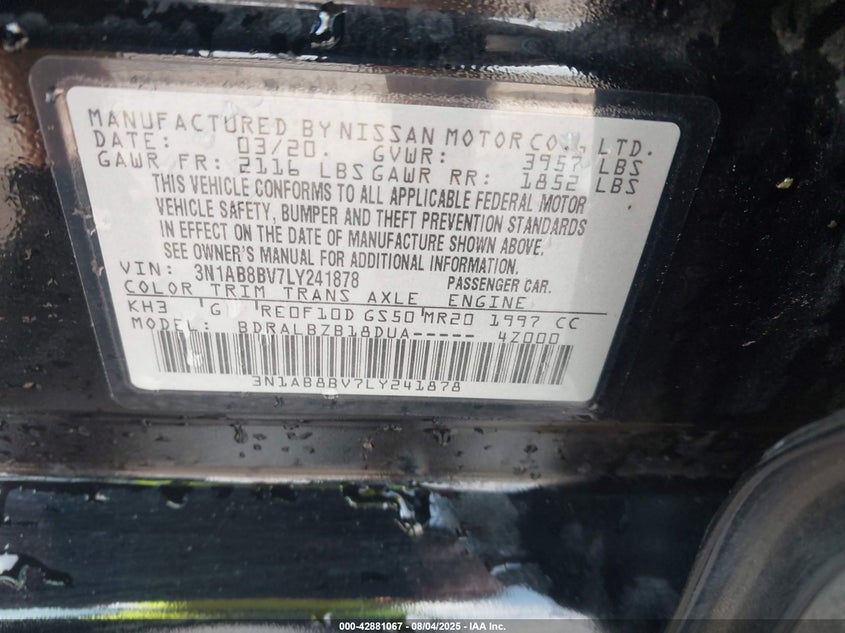 MANUFACTURED BY NISSAN MOTOR CO., LTD.
DATE: 03/20. GVWR: 3957 LBS
GAWR FR: 2116 LBS GAWR RR: 1852 LBS
THIS VEHICLE CONFORMS TO ALL APPLICABLE FEDERAL MOTOR
VEHICLE SAFETY, BUMPER AND THEFT PREVENTION STANDARDS
IN EFFECT ON THE DATE OF MANUFACTURE SHOWN ABOVE.
SEE OWNER'S MANUAL FOR ADDITIONAL INFORMATION.
VIN: 3N1AB8BV7LY241878 PASSENGER CAR.
COLOR TRIM TRANS AXLE ENGINE
KH3 G RE0F10D GS50 MR20 1997 CC
MODEL: BDRALBZB18DUA----- 4Z000
3N1AB8BV7LY241878
000-42881067 - 08/04/2025 - IAA Inc.